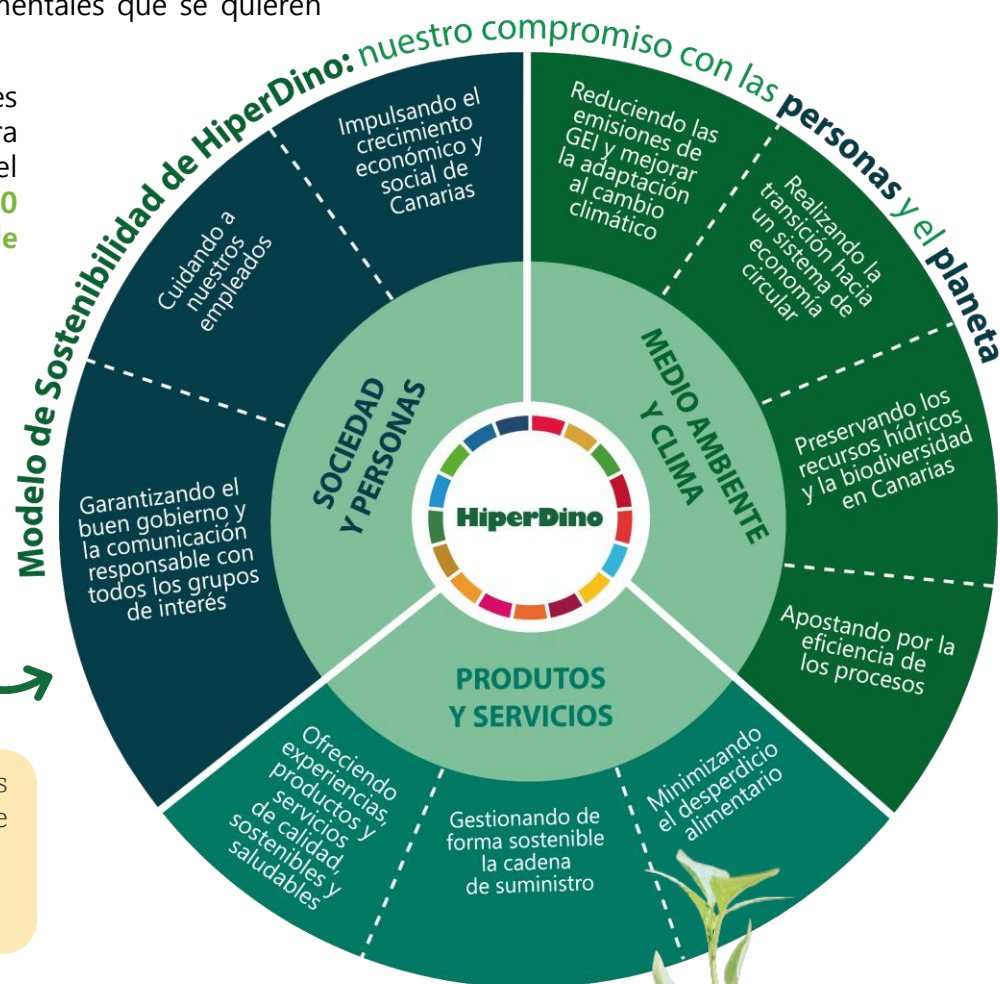 mentales que se quieren
es
ra
el
0
e
Modelo de Sostenibilidad de HiperDino: nuestro compromiso con las personas y el planeta
Impulsando el
crecimiento
económico y
social de
Canarias
Reduciendo las
emisiones de
GEI y mejorar
la adaptación
al cambio
climático
Cuidando a
nuestros
empleados
Realizando la
transición hacia
un sistema de
economía
circular
SOCIEDAD
Y PERSONAS
MEDIO AMBIENTE
Y CLIMA
Preservando los
recursos hídricos
y la biodiversidad
en Canarias
Garantizando el
buen gobierno y
la comunicación
responsable con
todos los grupos
de interés
HiperDino
Apostando por la
eficiencia de
los procesos
PRODUTOS
Y SERVICIOS
Ofreciendo
experiencias,
productos y
servicios
de calidad,
sostenibles y
saludables
Gestionando de
forma sostenible
la cadena
de suministro
Minimizando
el desperdicio
alimentario
s
e